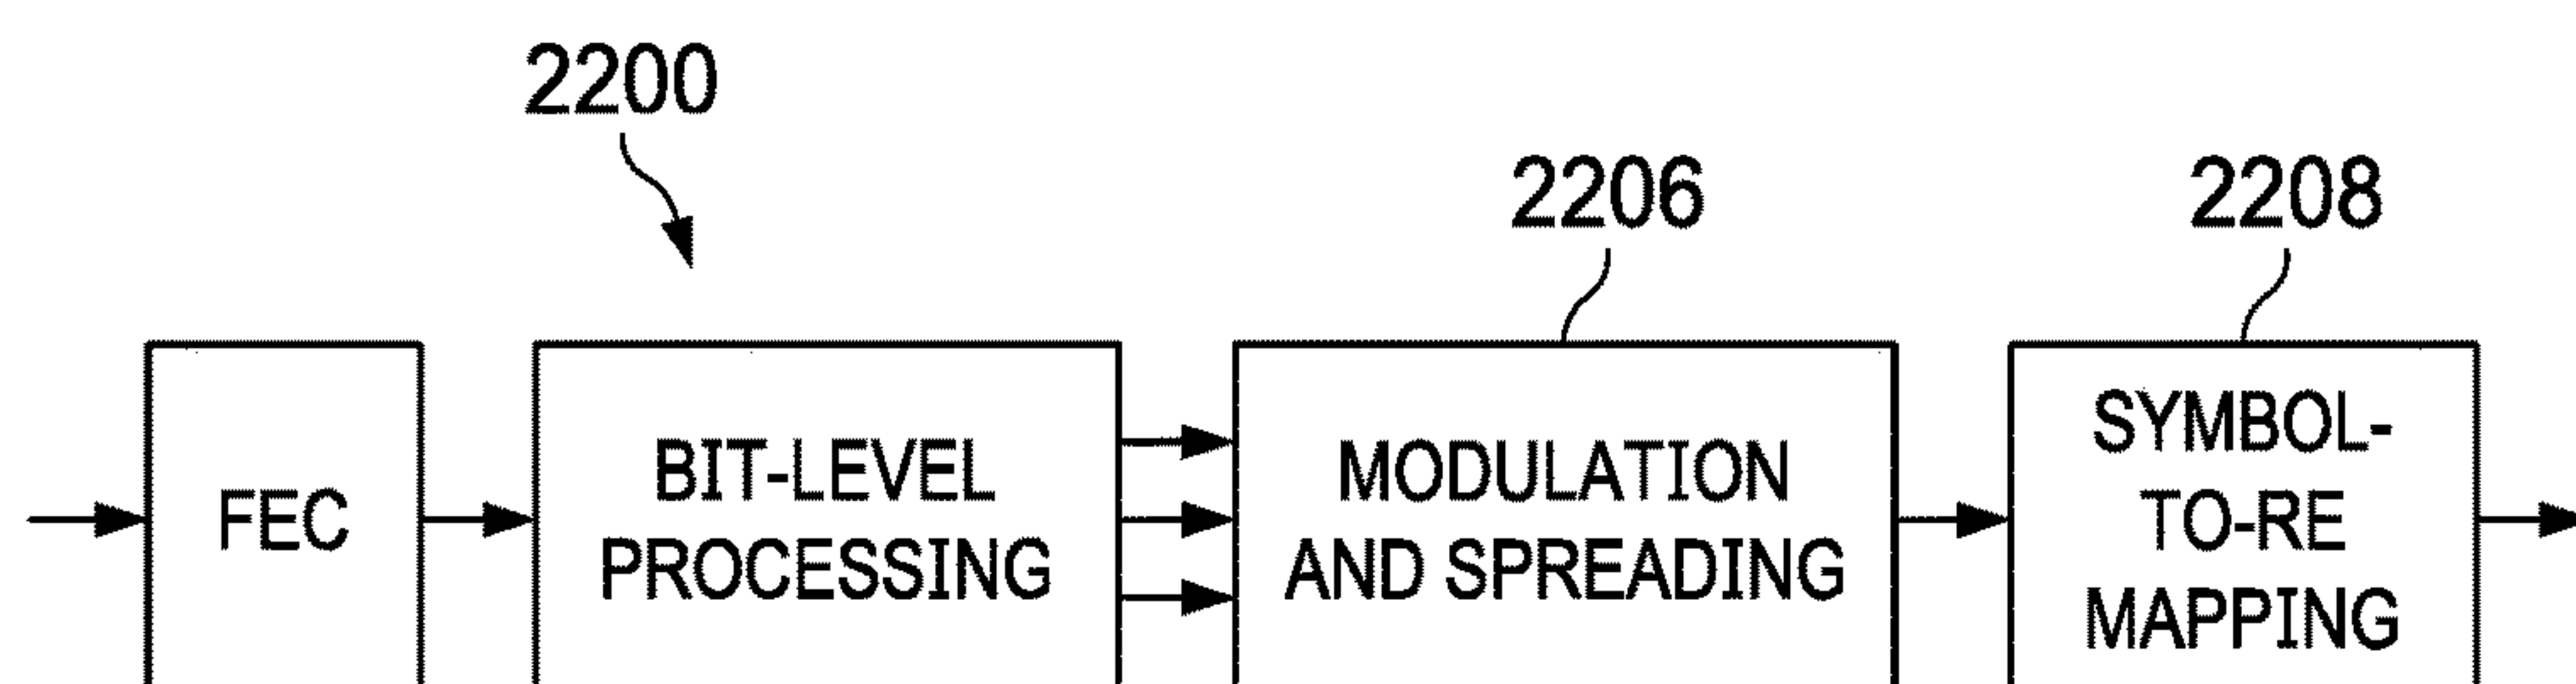 2200
2206
2208
FEC
BIT-LEVEL
PROCESSING
MODULATION
AND SPREADING
SYMBOL-
TO-RE
MAPPING